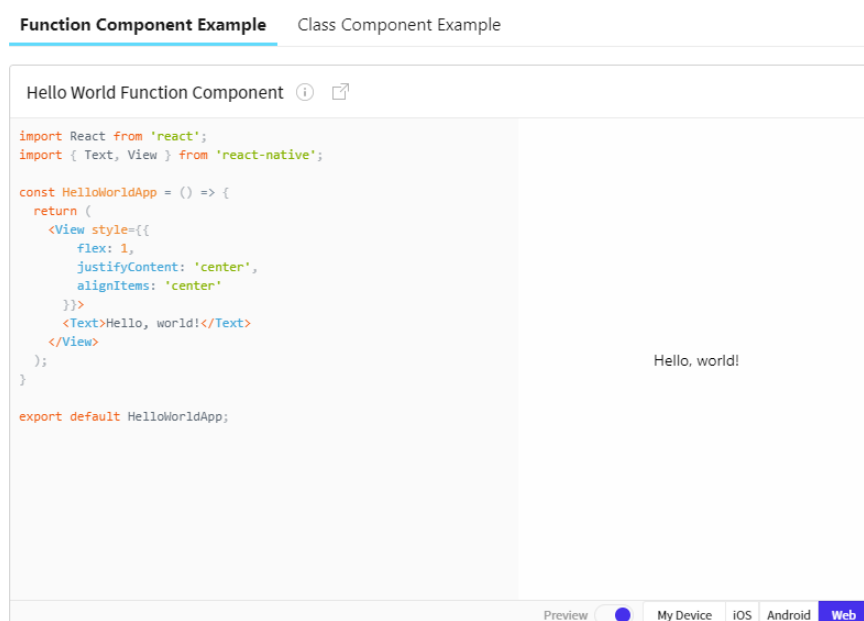 Function Component Example Class Component Example
Hello World Function Component
import React from 'react';
import { Text, View } from 'react-native';
const HelloWorldApp = () => {
return (
<View style={{
flex: 1,
justifyContent: 'center',
alignItems: 'center'
}}>
<Text>Hello, world!</Text>
</View>
);
}
export default HelloWorldApp;
Hello, world!
Preview My Device iOS Android Web